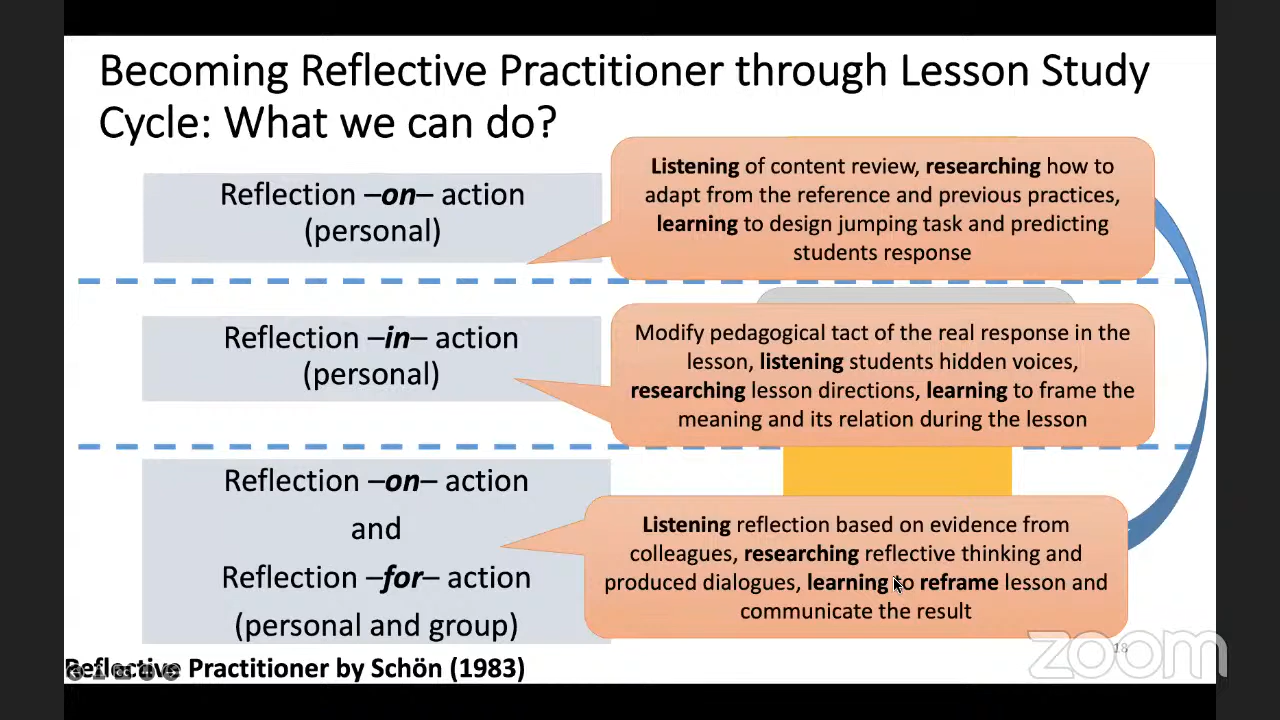 Becoming Reflective Practitioner through Lesson Study
Cycle: What we can do?
Reflection –on– action
(personal)
Listening of content review, researching how to
adapt from the reference and previous practices,
learning to design jumping task and predicting
students response
Reflection –in– action
(personal)
Modify pedagogical tact of the real response in the
lesson, listening students hidden voices,
researching lesson directions, learning to frame the
meaning and its relation during the lesson
Reflection –on– action
and
Reflection –for– action
(personal and group)
Listening reflection based on evidence from
colleagues, researching reflective thinking and
produced dialogues, learning to reframe lesson and
communicate the result
Reflective Practitioner by Schön (1983)
18
zoom